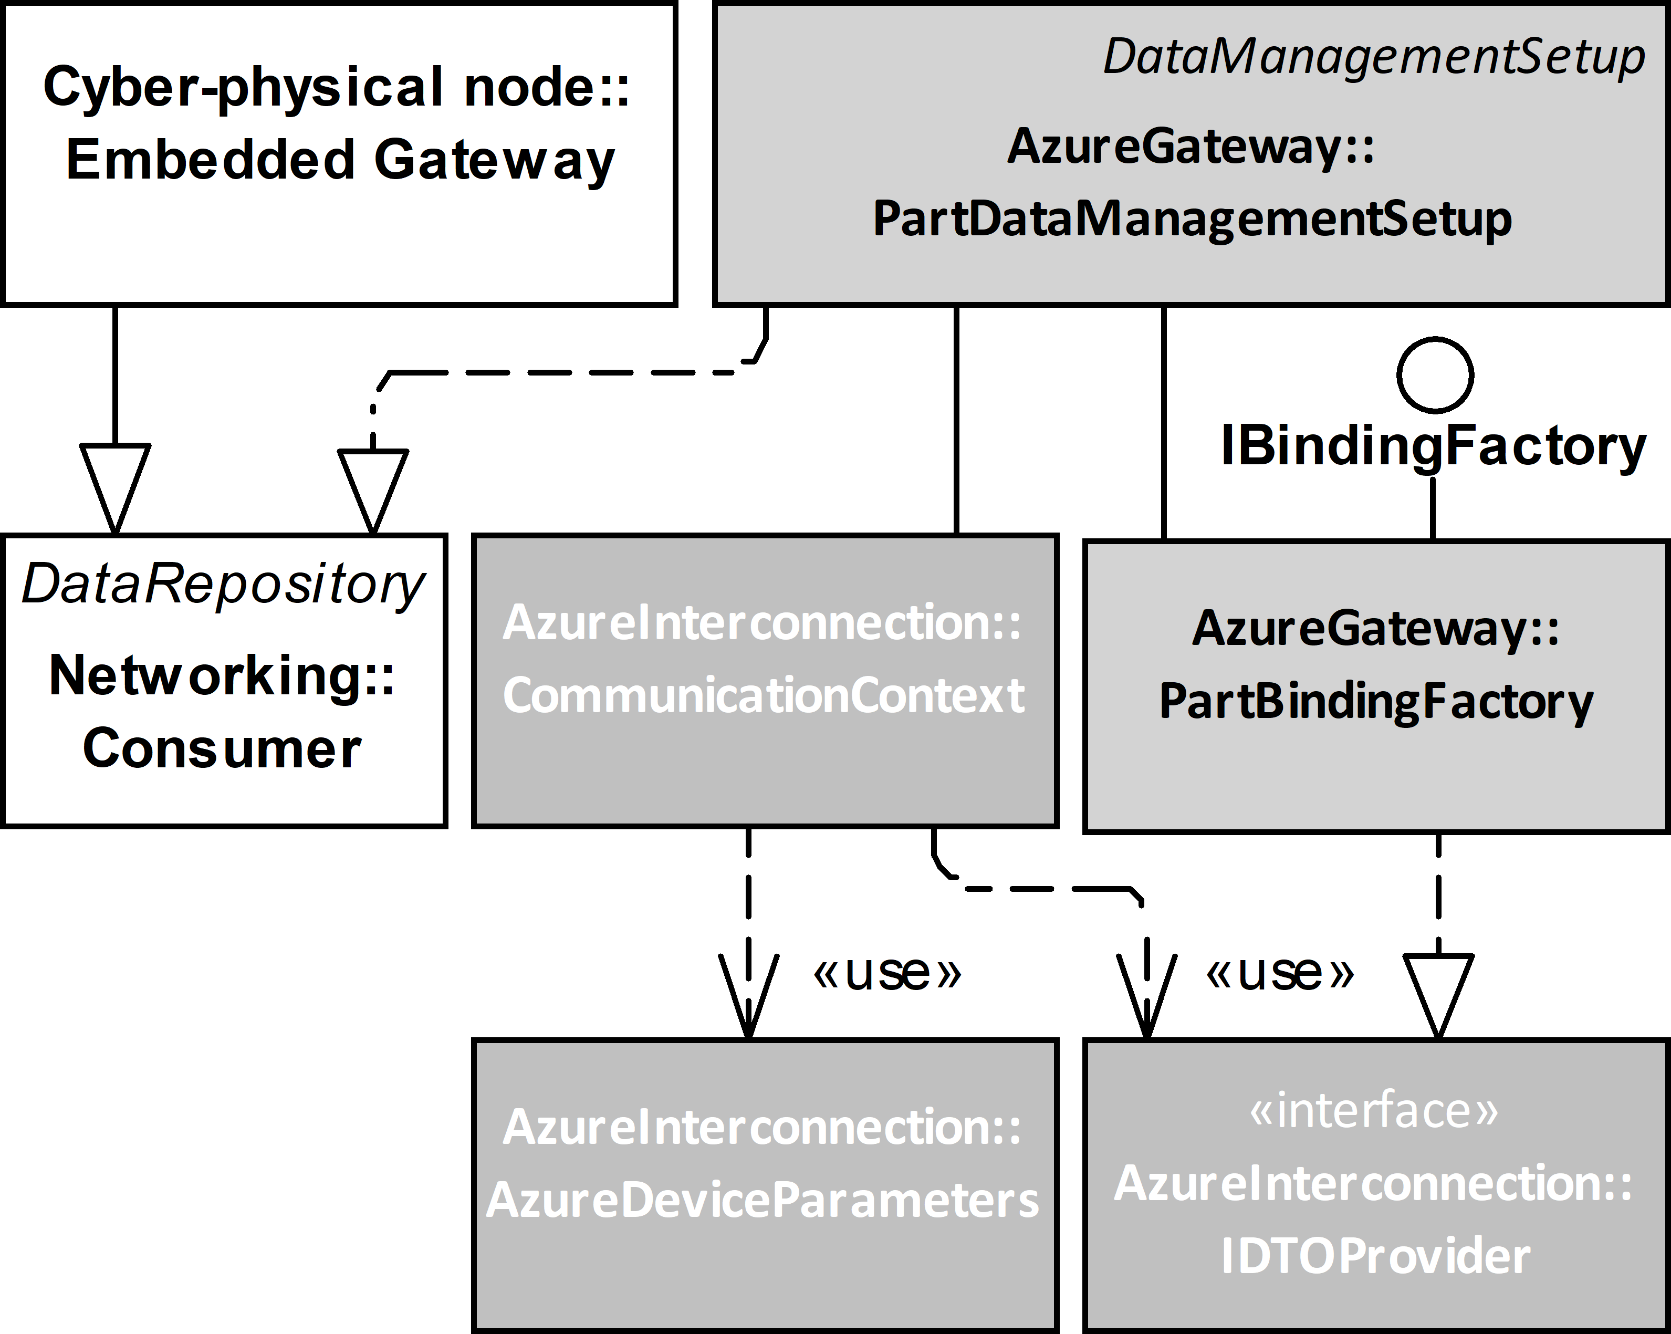 Cyber-physical node::
Embedded Gateway
DataManagementSetup
AzureGateway::
PartDataManagementSetup
IBindingFactory
DataRepository
Networking::
Consumer
AzureInterconnection::
CommunicationContext
AzureGateway::
PartBindingFactory
«use»
«use»
AzureInterconnection::
AzureDeviceParameters
«interface»
AzureInterconnection::
IDTOProvider